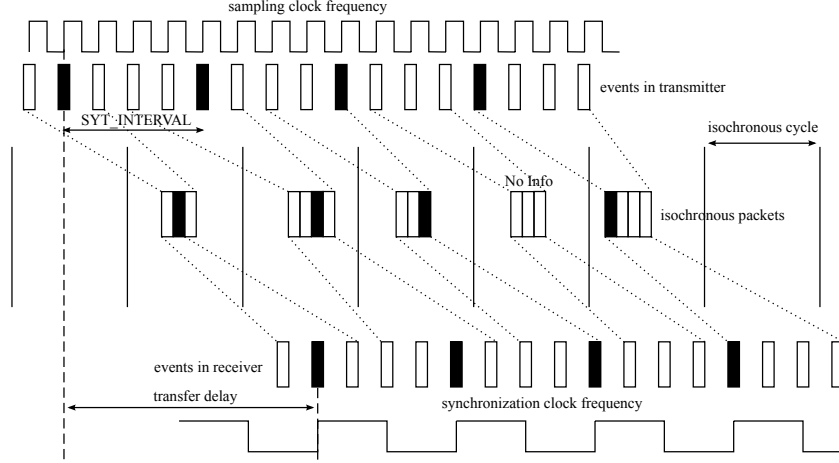 sampling clock frequency
events in transmitter
SYT_INTERVAL
isochronous cycle
No Info
isochronous packets
events in receiver
transfer delay
synchronization clock frequency